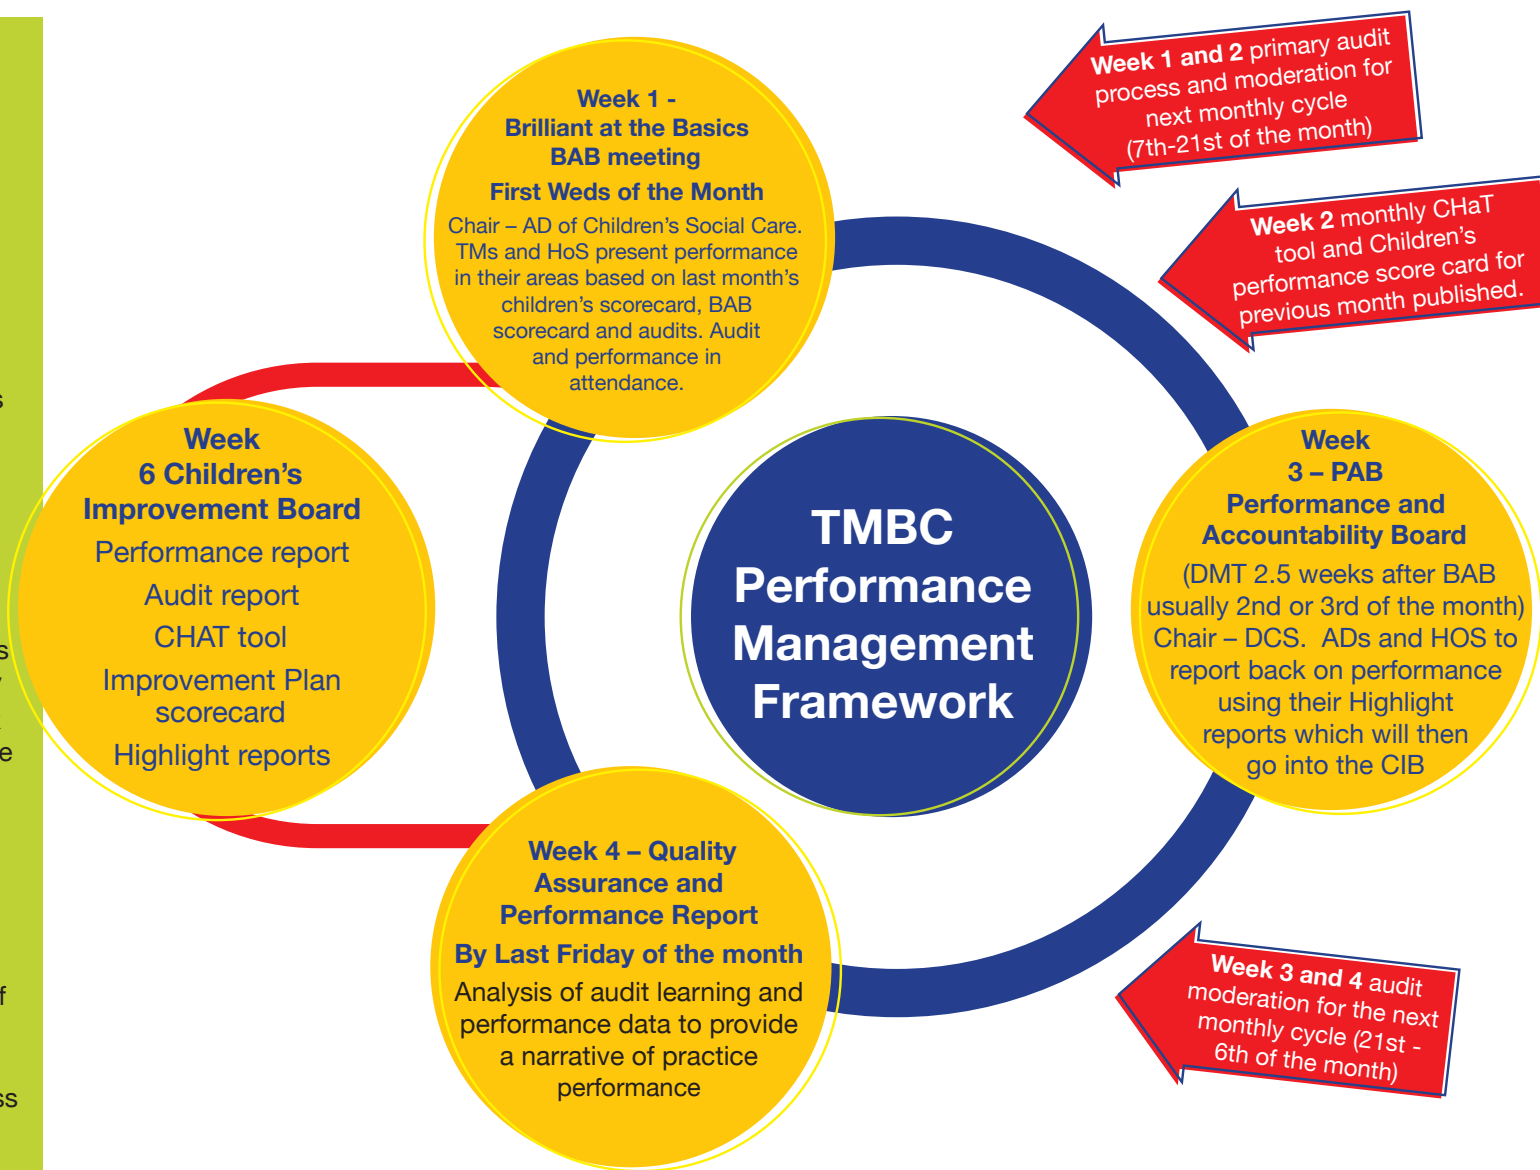 Week 1 -
Brilliant at the Basics
BAB meeting
First Weds of the Month
Chair – AD of Children's Social Care.
TMs and HoS present performance
in their areas based on last month's
children's scorecard, BAB
scorecard and audits. Audit
and performance in
attendance.
Week 1 and 2 primary audit
process and moderation for
next monthly cycle
(7th-21st of the month)
Week 2 monthly CHaT
tool and Children's
performance score card for
previous month published.
Week
3 – PAB
Performance and
Accountability Board
(DMT 2.5 weeks after BAB
usually 2nd or 3rd of the month)
Chair – DCS.  ADs and HOS to
report back on performance
using their Highlight
reports which will then
go into the CIB
Week 3 and 4 audit
moderation for the next
monthly cycle (21st -
6th of the month)
Week 4 – Quality
Assurance and
Performance Report
By Last Friday of the month
Analysis of audit learning and
performance data to provide
a narrative of practice
performance
Week
6 Children's
Improvement Board
Performance report
Audit report
CHAT tool
Improvement Plan
scorecard
Highlight reports
TMBC
Performance
Management
Framework